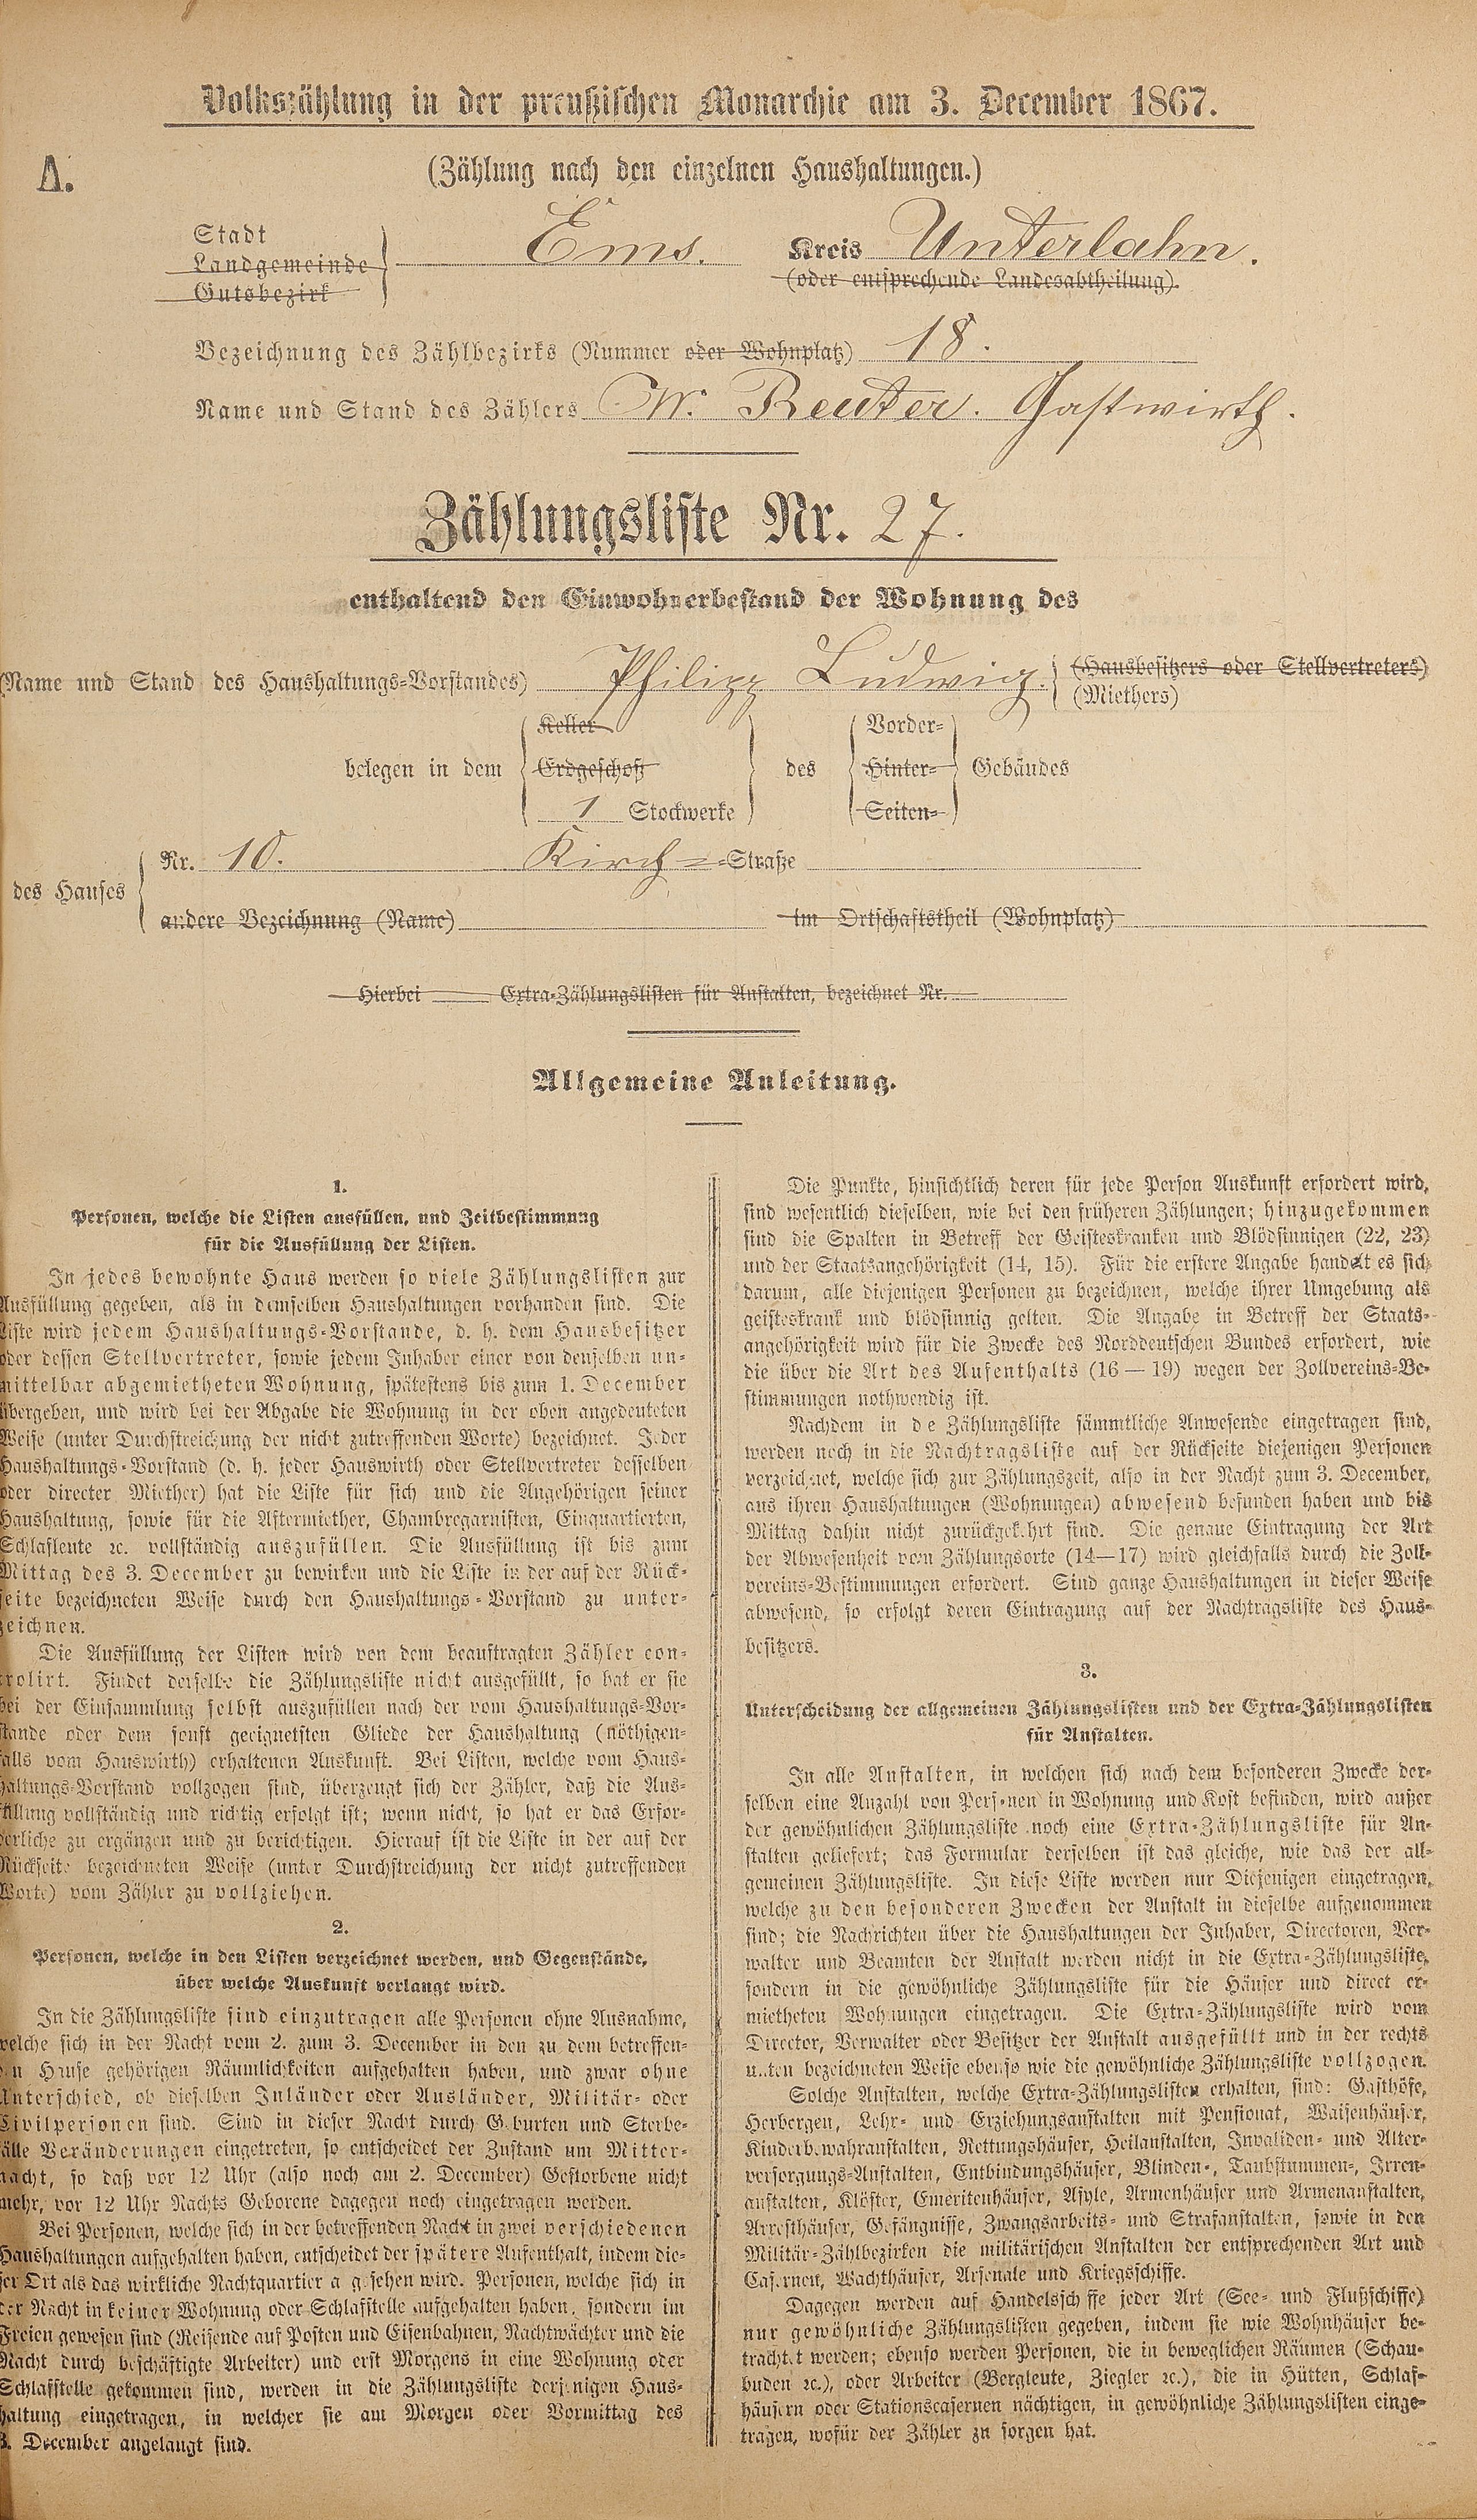 Volkszählung in der preußischen Monarchie am 3. December 1867.
A.
(Zählung nach den einzelnen Haushaltungen.)
Stadt
Landgemeinde
Gutsbezirk
Ems. Kreis Unterlahn.
(oder entsprechende Landesabtheilung)
Bezeichnung des Zählbezirks (Nummer oder Wohnplatz) 18.
Name und Stand des Zählers W. Reuter. Gastwirth.
Zählungsliste Nr. 27.
enthaltend den Einwohnerbestand der Wohnung des
(Name und Stand des Haushaltungs-Vorstandes) Philipp Ludwig. (Hausbesitzers oder Stellvertreters)
(Miethers)
Keller
belegen in dem Erdgeschoß des
1 Stockwerke
Vorder-
Hinter- Gebäudes
Seiten-
des Hauses
Nr. 10. Kirch-Straße
andere Bezeichnung (Name) im Ortschaftstheil (Wohnplatz)
Hierbei Extra-Zählungslisten für Anstalten, bezeichnet Nr.
Allgemeine Anleitung.
1.
Personen, welche die Listen ausfüllen, und Zeitbestimmung
für die Ausfüllung der Listen.
In jedes bewohnte Haus werden so viele Zählungslisten zur
Ausfüllung gegeben, als in demselben Haushaltungen vorhanden sind. Die
Liste wird jedem Haushaltungs-Vorstande, d. h. dem Hausbesitzer
oder dessen Stellvertreter, sowie jedem Inhaber einer von denselben un-
mittelbar abgemietheten Wohnung, spätestens bis zum 1. December
übergeben, und wird bei der Abgabe die Wohnung in der oben angedeuteten
Weise (unter Durchstreichung der nicht zutreffenden Worte) bezeichnet. Jeder
Haushaltungs-Vorstand (d. h. jeder Hauswirth oder Stellvertreter desselben
oder directer Miether) hat die Liste für sich und die Angehörigen seiner
Haushaltung, sowie für die Aftermiether, Chambregarnisten, Einquartierten,
Schlafleute ꝛc. vollständig auszufüllen. Die Ausfüllung ist bis zum
Mittag des 3. December zu bewirken und die Liste in der auf der Rück-
seite bezeichneten Weise durch den Haushaltungs-Vorstand zu unter-
zeichnen.
Die Ausfüllung der Listen wird von dem beauftragten Zähler con-
trolirt. Findet derselbe die Zählungsliste nicht ausgefüllt, so hat er sie
bei der Einsammlung selbst auszufüllen nach der vom Haushaltungs-Vor-
stande oder dem sonst geeignetsten Gliede der Haushaltung (nöthigen-
falls vom Hauswirth) erhaltenen Auskunft. Bei Listen, welche vom Haus-
haltungs-Vorstand vollzogen sind, überzeugt sich der Zähler, daß die Aus-
füllung vollständig und richtig erfolgt ist; wenn nicht, so hat er das Erfor-
derliche zu ergänzen und zu berichtigen. Hierauf ist die Liste in der auf der
Rückseite bezeichneten Weise (unter Durchstreichung der nicht zutreffenden
Worte) vom Zähler zu vollziehen.
2.
Personen, welche in den Listen verzeichnet werden, und Gegenstände,
über welche Auskunft verlangt wird.
In die Zählungsliste sind einzutragen alle Personen ohne Ausnahme,
welche sich in der Nacht vom 2. zum 3. December in den zu dem betreffen-
den Hause gehörigen Räumlichkeiten aufgehalten haben, und zwar ohne
Unterschied, ob dieselben Inländer oder Ausländer, Militär- oder
Civilpersonen sind. Sind in dieser Nacht durch Geburten und Sterbe-
fälle Veränderungen eingetreten, so entscheidet der Zustand um Mitter-
nacht, so daß vor 12 Uhr (also noch am 2. December) Gestorbene nicht
mehr, vor 12 Uhr Nachts Geborene dagegen noch eingetragen werden.
Bei Personen, welche sich in der betreffenden Nacht in zwei verschiedenen
Haushaltungen aufgehalten haben, entscheidet der spätere Aufenthalt, indem die-
ser Ort als das wirkliche Nachtquartier angesehen wird. Personen, welche sich in
der Nacht in keiner Wohnung oder Schlafstelle aufgehalten haben, sondern im
Freien gewesen sind (Reisende auf Posten und Eisenbahnen, Nachtwächter und die
Nacht durch beschäftigte Arbeiter) und erst Morgens in eine Wohnung oder
Schlafstelle gekommen sind, werden in die Zählungsliste derjenigen Haus-
haltung eingetragen, in welcher sie am Morgen oder Vormittag des
3. December angelangt sind.
Die Punkte, hinsichtlich deren für jede Person Auskunft erfordert wird,
sind wesentlich dieselben, wie bei den früheren Zählungen; hinzugekommen
sind die Spalten in Betreff der Geisteskranken und Blödsinnigen (22, 23)
und der Staatsangehörigkeit (14, 15). Für die erstere Angabe handelt es sich
darum, alle diejenigen Personen zu bezeichnen, welche ihrer Umgebung als
geisteskrank und blödsinnig gelten. Die Angabe in Betreff der Staats-
angehörigkeit wird für die Zwecke des Norddeutschen Bundes erfordert, wie
die über die Art des Aufenthalts (16—19) wegen der Zollvereins-Be-
stimmungen nothwendig ist.
Nachdem in die Zählungsliste sämmtliche Anwesende eingetragen sind,
werden noch in die Nachtragsliste auf der Rückseite diejenigen Personen
verzeichnet, welche sich zur Zählungszeit, also in der Nacht zum 3. December,
aus ihren Haushaltungen (Wohnungen) abwesend befunden haben und bis
Mittag dahin nicht zurückgekehrt sind. Die genaue Eintragung der Art
der Abwesenheit vom Zählungsorte (14—17) wird gleichfalls durch die Zoll-
vereins-Bestimmungen erfordert. Sind ganze Haushaltungen in dieser Weise
abwesend, so erfolgt deren Eintragung auf der Nachtragsliste des Haus-
besitzers.
3.
Unterscheidung der allgemeinen Zählungslisten und der Extra-Zählungslisten
für Anstalten.
In alle Anstalten, in welchen sich nach dem besonderen Zwecke der-
selben eine Anzahl von Personen in Wohnung und Kost befinden, wird außer
der gewöhnlichen Zählungsliste noch eine Extra-Zählungsliste für An-
stalten geliefert; das Formular derselben ist das gleiche, wie das der all-
gemeinen Zählungsliste. In diese Liste werden nur Diejenigen eingetragen,
welche zu den besonderen Zwecken der Anstalt in dieselbe aufgenommen
sind; die Nachrichten über die Haushaltungen der Inhaber, Directoren, Ver-
walter und Beamten der Anstalt werden nicht in die Extra-Zählungsliste,
sondern in die gewöhnliche Zählungsliste für die Häuser und direct er-
mietheten Wohnungen eingetragen. Die Extra-Zählungsliste wird vom
Director, Verwalter oder Besitzer der Anstalt ausgefüllt und in der rechts
unten bezeichneten Weise ebenso wie die gewöhnliche Zählungsliste vollzogen.
Solche Anstalten, welche Extra-Zählungslisten erhalten, sind: Gasthöfe,
Herbergen, Lehr- und Erziehungsanstalten mit Pensionat, Waisenhäuser,
Kinderbewahranstalten, Rettungshäuser, Heilanstalten, Invaliden- und Alter-
versorgungs-Anstalten, Entbindungshäuser, Blinden-, Taubstummen-, Irren-
anstalten, Klöster, Emeritenhäuser, Asyle, Armenhäuser und Armenanstalten,
Arresthäuser, Gefängnisse, Zwangsarbeits- und Strafanstalten, sowie in den
Militär-Zählbezirken die militärischen Anstalten der entsprechenden Art und
Casernen, Wachthäuser, Arsenale und Kriegsschiffe.
Dagegen werden auf Handelsschiffe jeder Art (See- und Flußschiffe)
nur gewöhnliche Zählungslisten gegeben, indem sie wie Wohnhäuser be-
trachtet werden; ebenso werden Personen, die in beweglichen Räumen (Schau-
buden ꝛc.), oder Arbeiter (Bergleute, Ziegler ꝛc.), die in Hütten, Schlaf-
häusern oder Stationscasernen nächtigen, in gewöhnliche Zählungslisten einge-
tragen, wofür der Zähler zu sorgen hat.